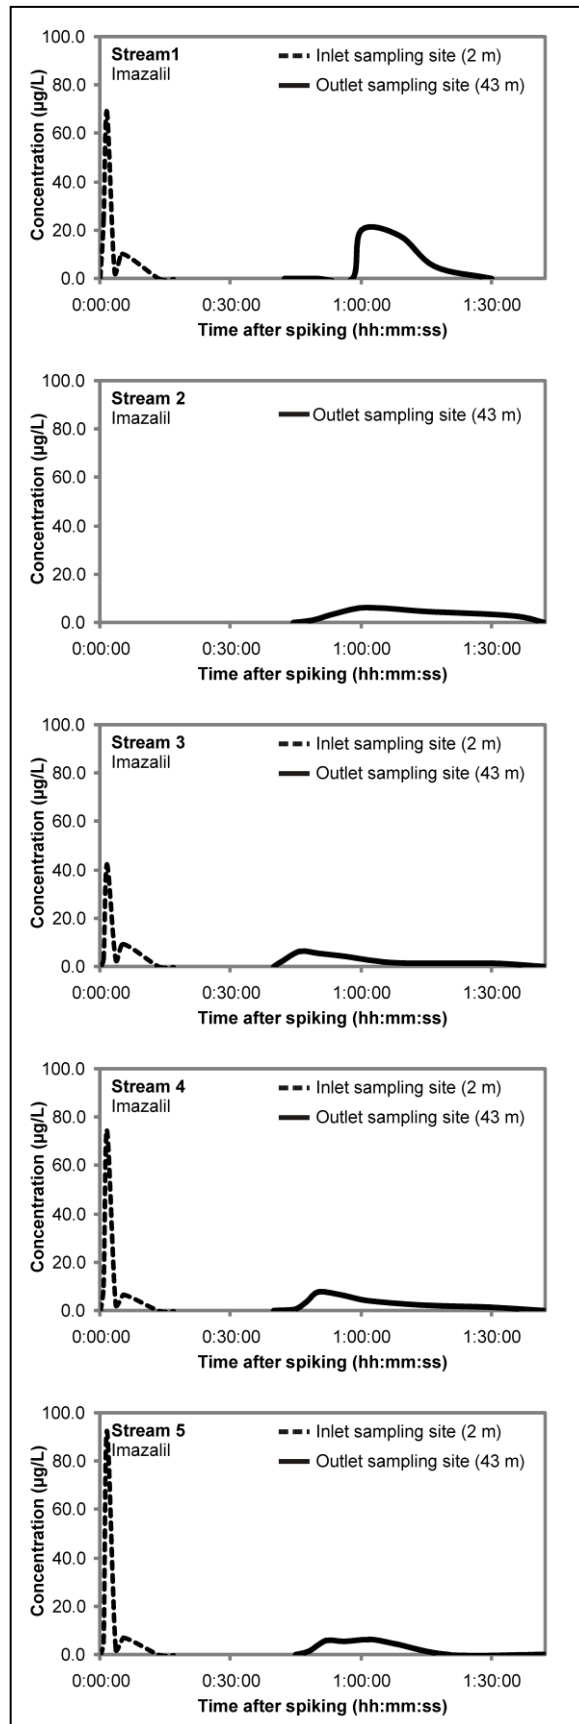 100.0
Stream1
Inlet sampling site (2 m)
Imazalil
Outlet sampling site (43 m)
80.0
60.0
40.0
20.0
0.0
Concentration (µg/L)
0:00:00 0:30:00 1:00:00 1:30:00
Time after spiking (hh:mm:ss)
100.0
Stream 2
Imazalil
Outlet sampling site (43 m)
80.0
60.0
40.0
20.0
0.0
Concentration (µg/L)
0:00:00 0:30:00 1:00:00 1:30:00
Time after spiking (hh:mm:ss)
100.0
Stream 3
Inlet sampling site (2 m)
Imazalil
Outlet sampling site (43 m)
80.0
60.0
40.0
20.0
0.0
Concentration (µg/L)
0:00:00 0:30:00 1:00:00 1:30:00
Time after spiking (hh:mm:ss)
100.0
Stream 4
Inlet sampling site (2 m)
Imazalil
Outlet sampling site (43 m)
80.0
60.0
40.0
20.0
0.0
Concentration (µg/L)
0:00:00 0:30:00 1:00:00 1:30:00
Time after spiking (hh:mm:ss)
100.0
Stream 5
Inlet sampling site (2 m)
Imazalil
Outlet sampling site (43 m)
80.0
60.0
40.0
20.0
0.0
Concentration (µg/L)
0:00:00 0:30:00 1:00:00 1:30:00
Time after spiking (hh:mm:ss)